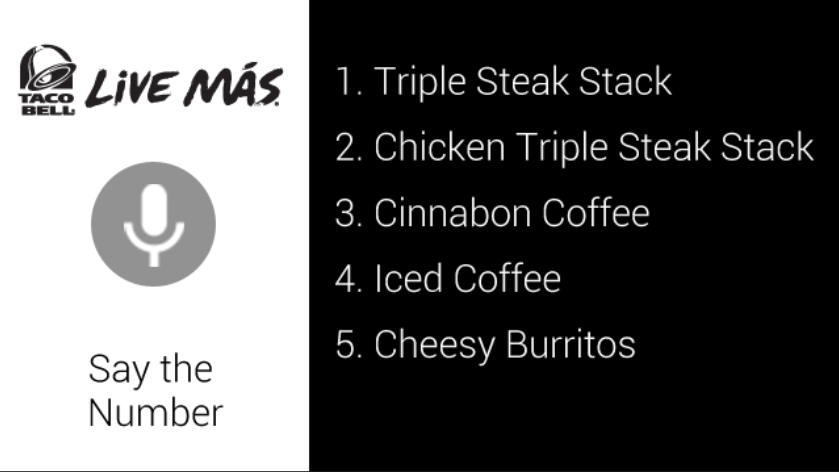 TACO
BELL
LIVE MÁS
Say the
Number
1. Triple Steak Stack
2. Chicken Triple Steak Stack
3. Cinnabon Coffee
4. Iced Coffee
5. Cheesy Burritos